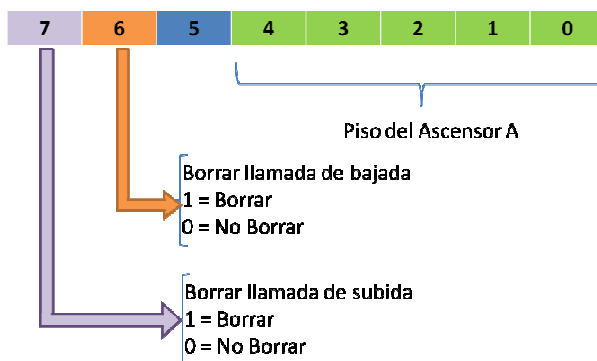 7 6 5 4 3 2 1 0
Piso del Ascensor A
Borrar llamada de bajada
1 = Borrar
0 = No Borrar
Borrar llamada de subida
1 = Borrar
0 = No Borrar